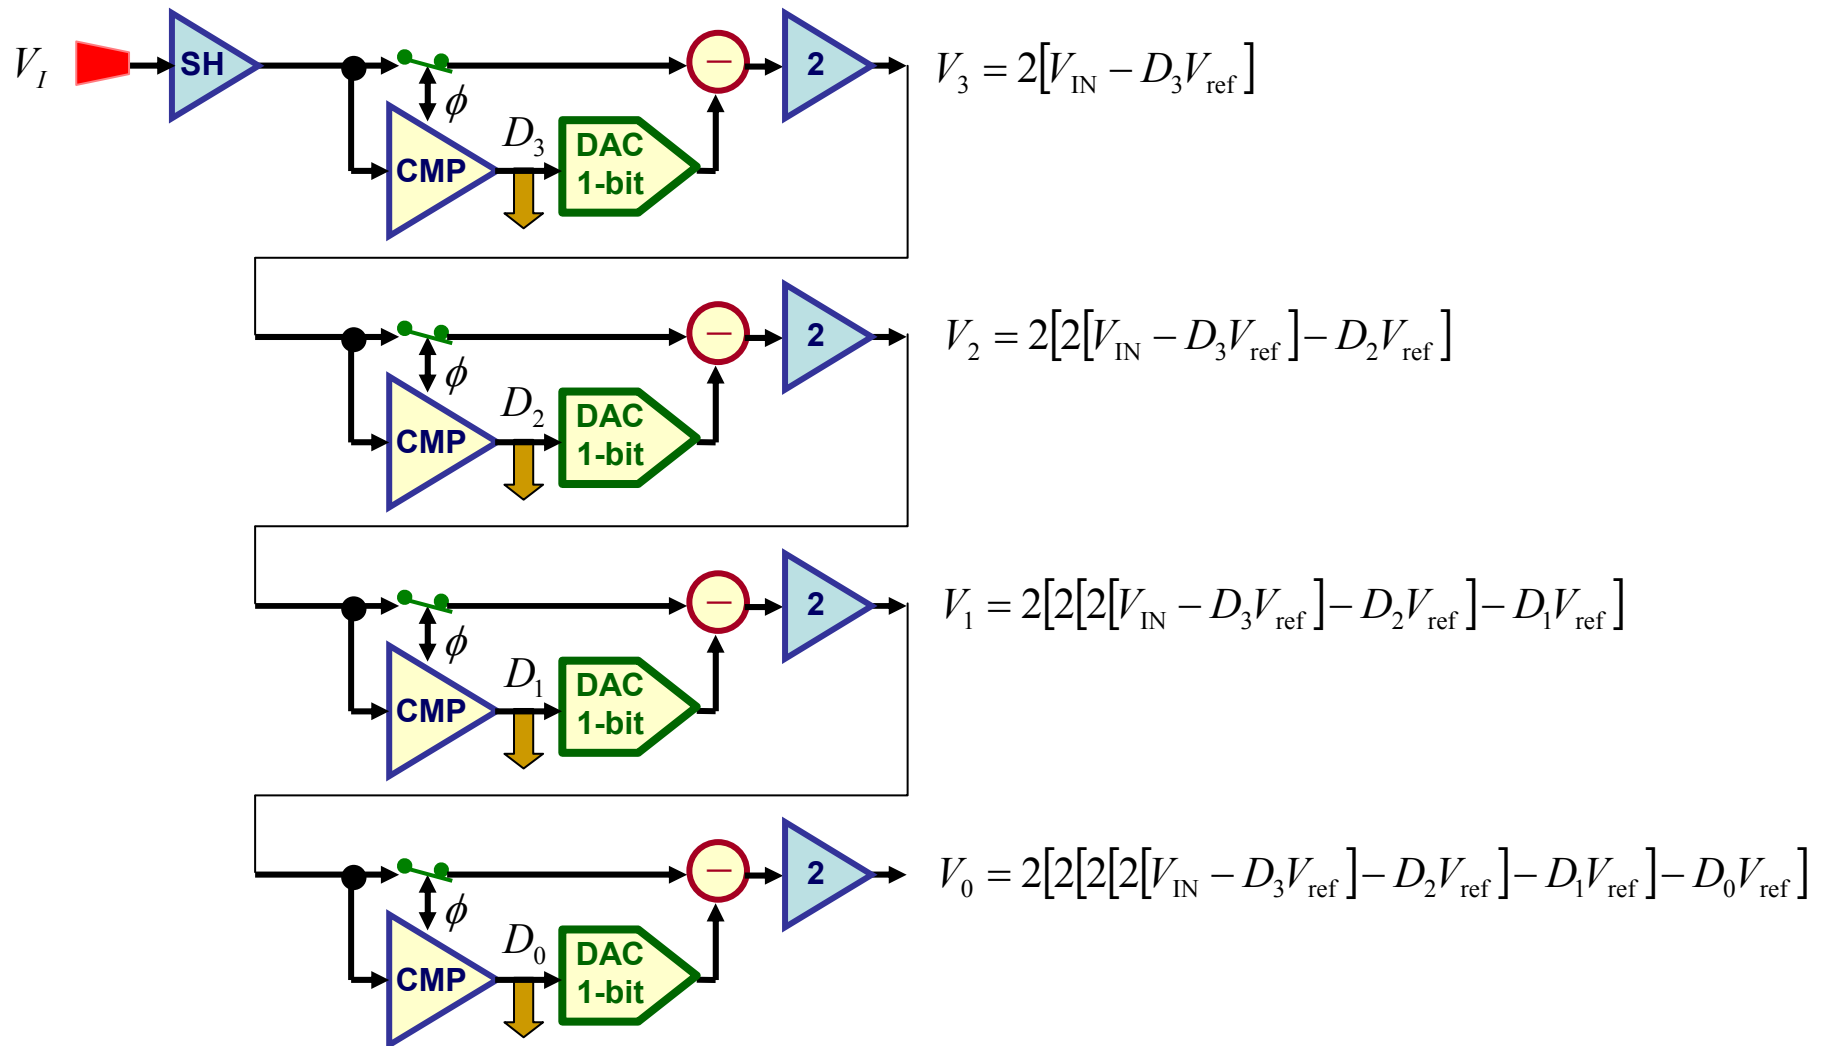 V_I SH − 2 V_3 = 2[V_IN − D_3V_ref]
ϕ
CMP D_3 DAC
1-bit
− 2 V_2 = 2[2[V_IN − D_3V_ref]− D_2V_ref]
ϕ
CMP D_2 DAC
1-bit
− 2 V_1 = 2[2[2[V_IN − D_3V_ref]− D_2V_ref]− D_1V_ref]
ϕ
CMP D_1 DAC
1-bit
− 2 V_0 = 2[2[2[2[V_IN − D_3V_ref]− D_2V_ref]− D_1V_ref]− D_0V_ref]
ϕ
CMP D_0 DAC
1-bit